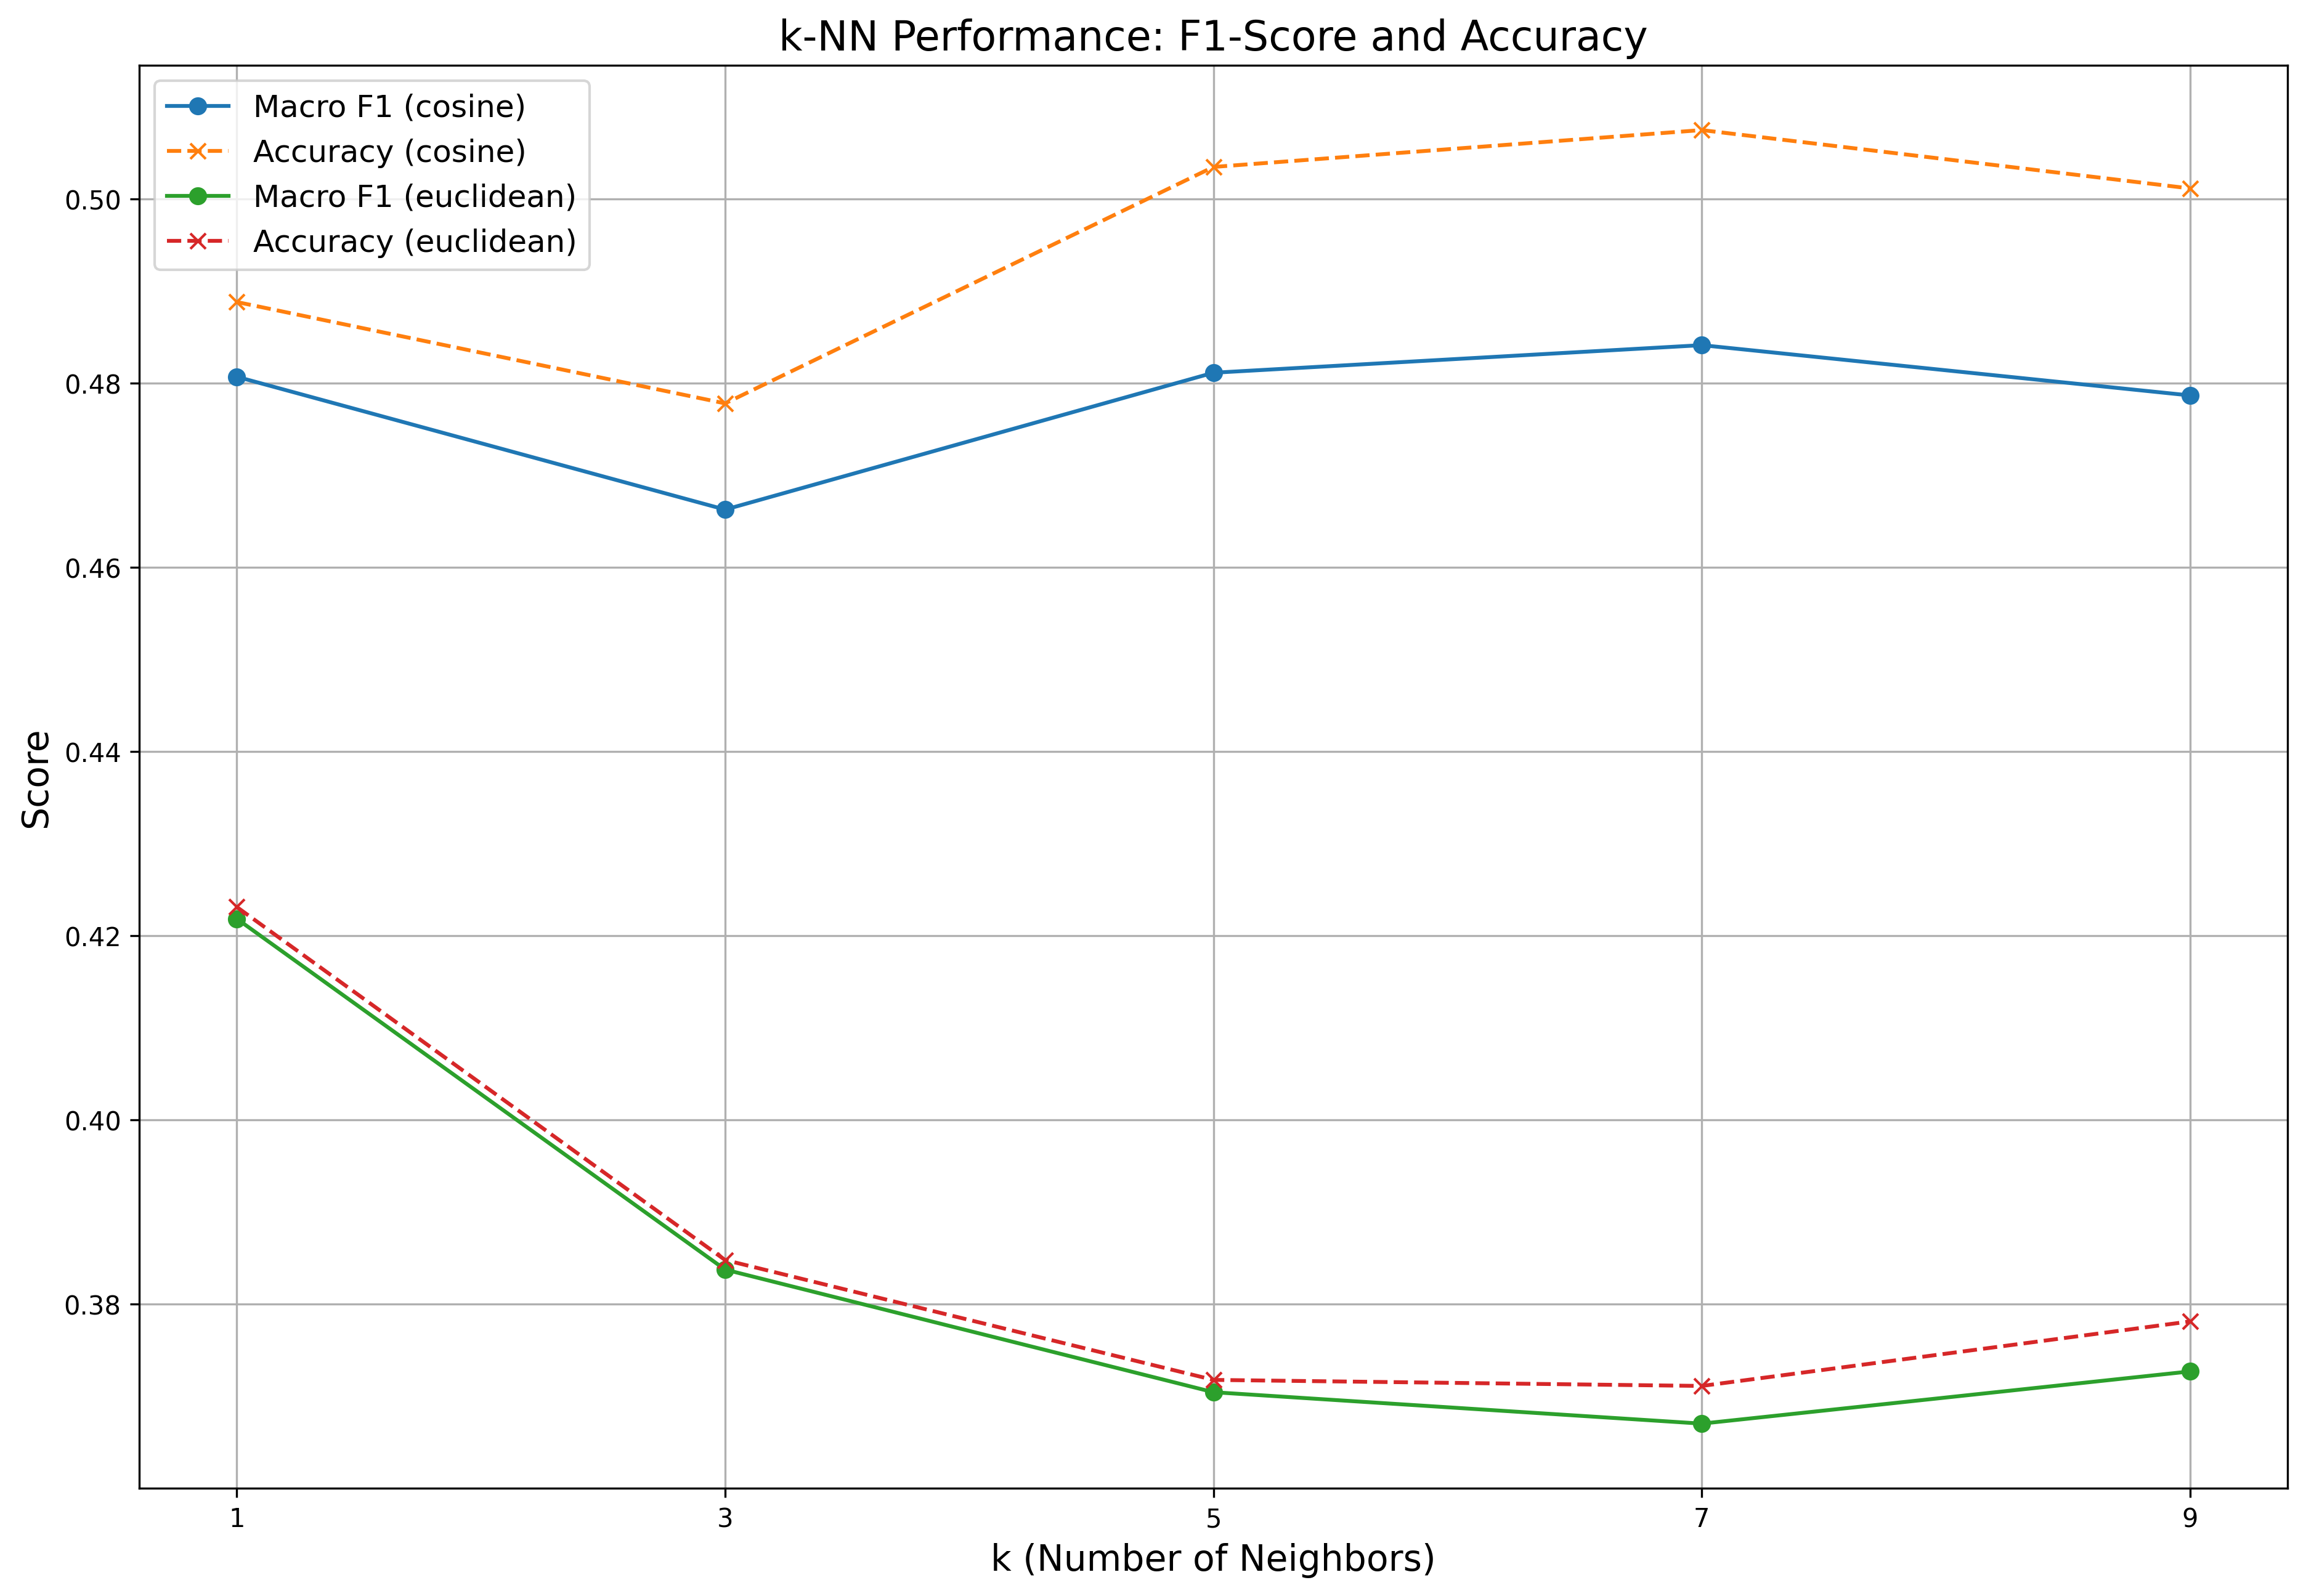 k-NN Performance: F1-Score and Accuracy
Macro F1 (cosine)
Accuracy (cosine)
Macro F1 (euclidean)
Accuracy (euclidean)
Score
0.50
0.48
0.46
0.44
0.42
0.40
0.38
1 3 5 7 9
k (Number of Neighbors)